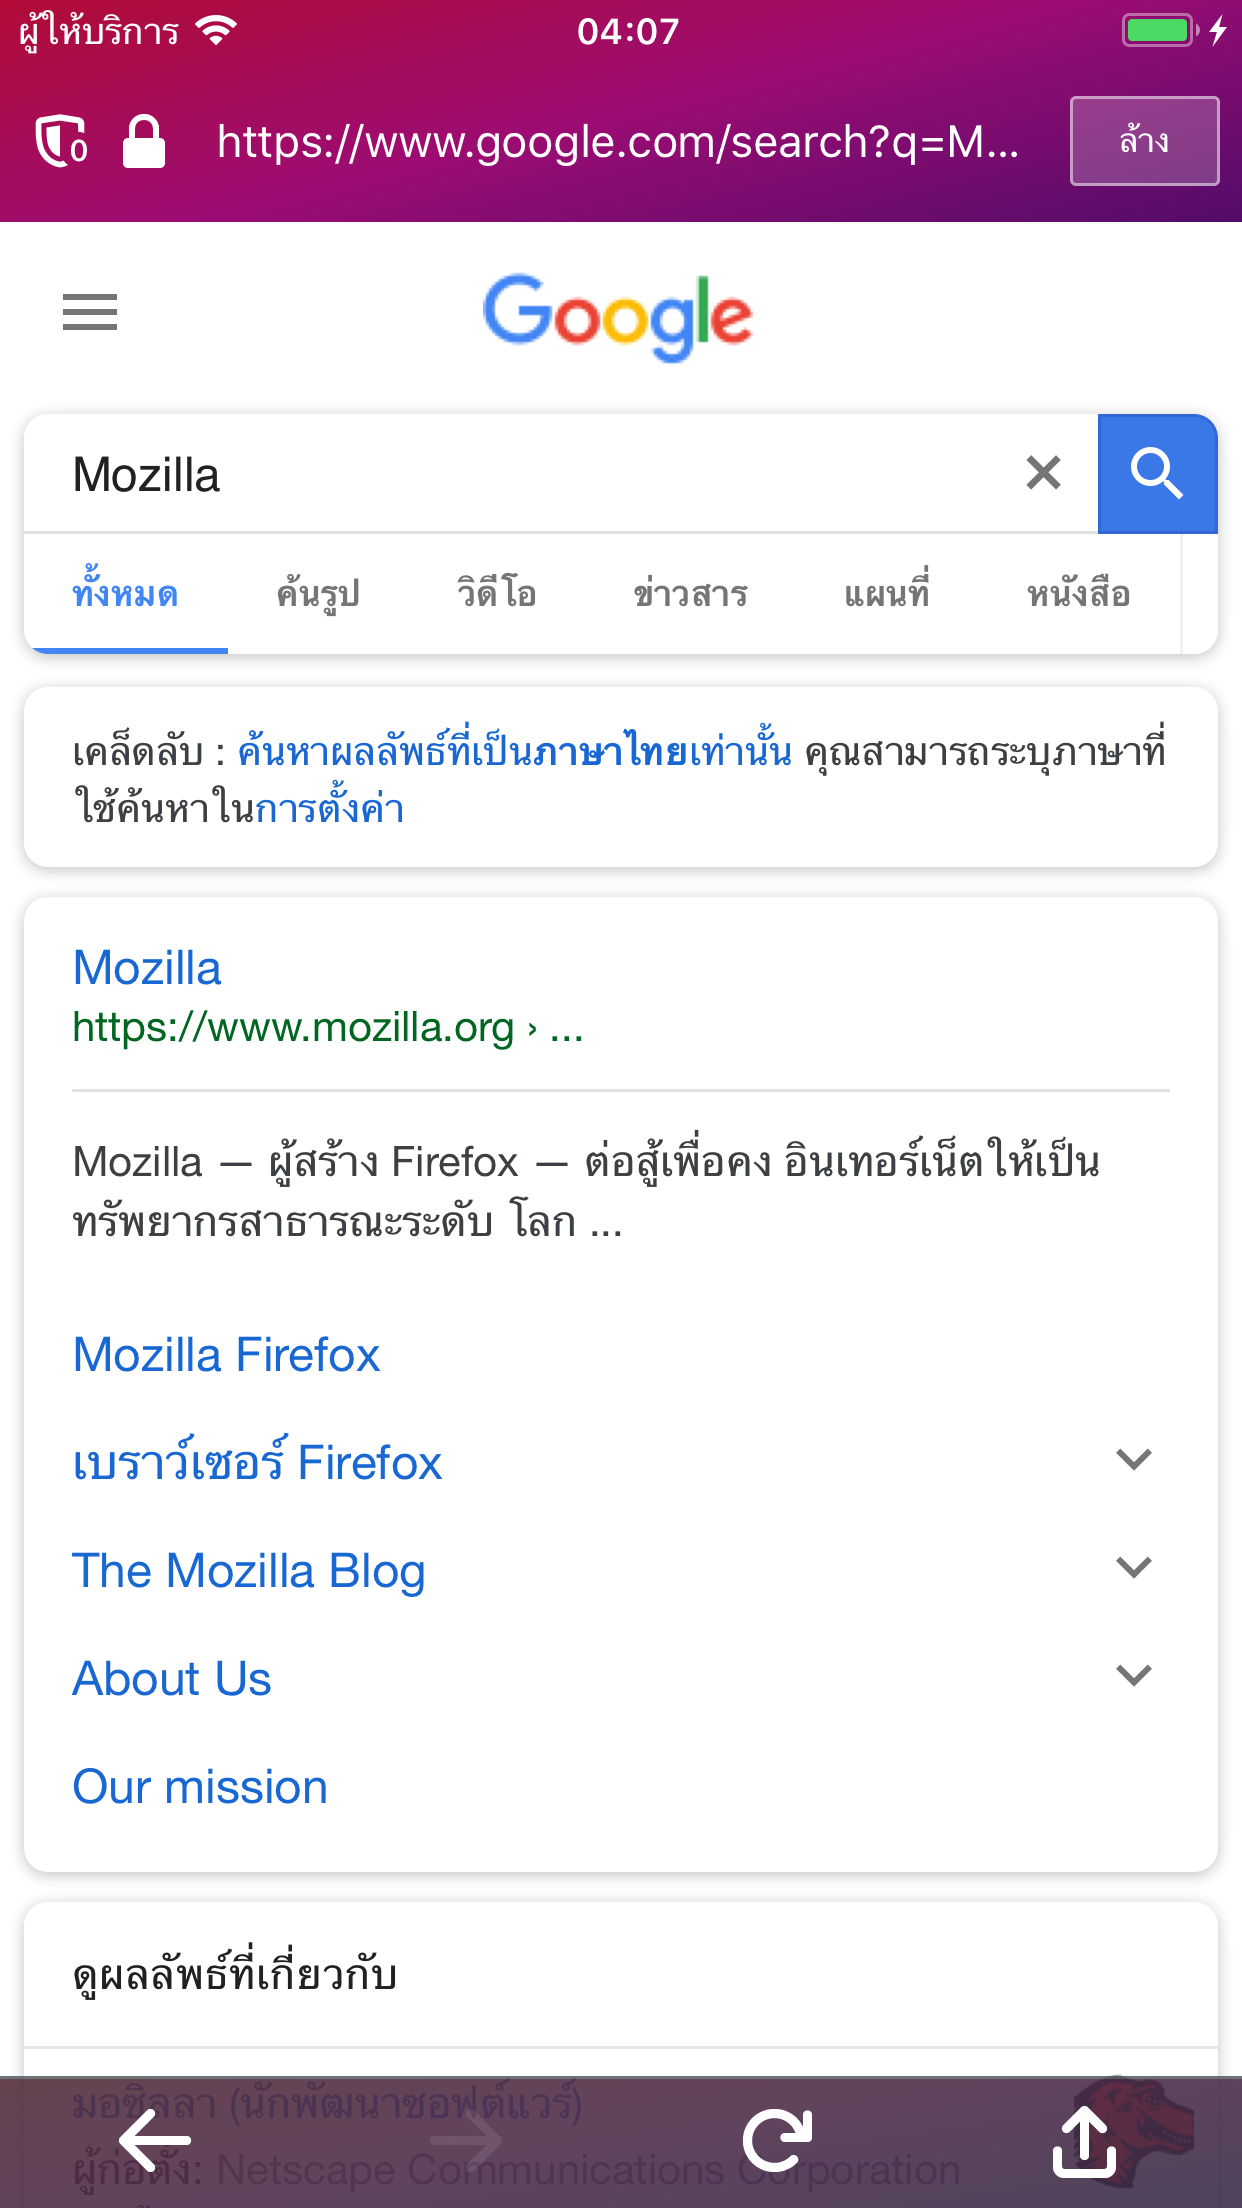 ผู้ให้บริการ 04:07
0 https://www.google.com/search?q=M... ล้าง
Google
Mozilla
ทั้งหมด ค้นรูป วิดีโอ ข่าวสาร แผนที่ หนังสือ
เคล็ดลับ : ค้นหาผลลัพธ์ที่เป็นภาษาไทยเท่านั้น คุณสามารถระบุภาษาที่
ใช้ค้นหาในการตั้งค่า
Mozilla
https://www.mozilla.org › ...
Mozilla — ผู้สร้าง Firefox — ต่อสู้เพื่อคง อินเทอร์เน็ตให้เป็น
ทรัพยากรสาธารณะระดับ โลก ...
Mozilla Firefox
เบราว์เซอร์ Firefox
The Mozilla Blog
About Us
Our mission
ดูผลลัพธ์ที่เกี่ยวกับ
มอซิลลา (นักพัฒนาซอฟต์แวร์)
ผู้ก่อตั้ง: Netscape Communications Corporation